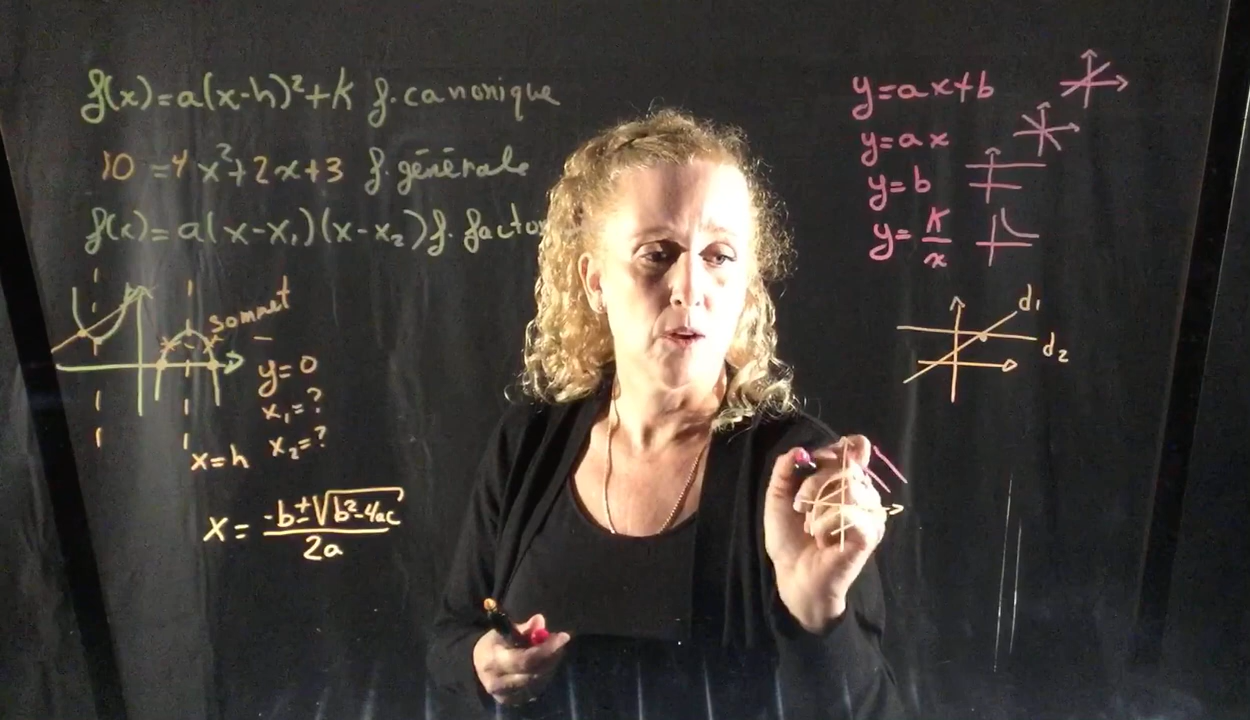 f(x)=a(x-h)²+k f. canonique
10=4x²+2x+3 f. générale
f(x)=a(x-x₁)(x-x₂) f. facto
sommet
y=0
x₁=?
x₂=?
x=h
x= -b±√b²-4ac / 2a
y=ax+b
y=ax
y=b
y= k/x
d₁
d₂